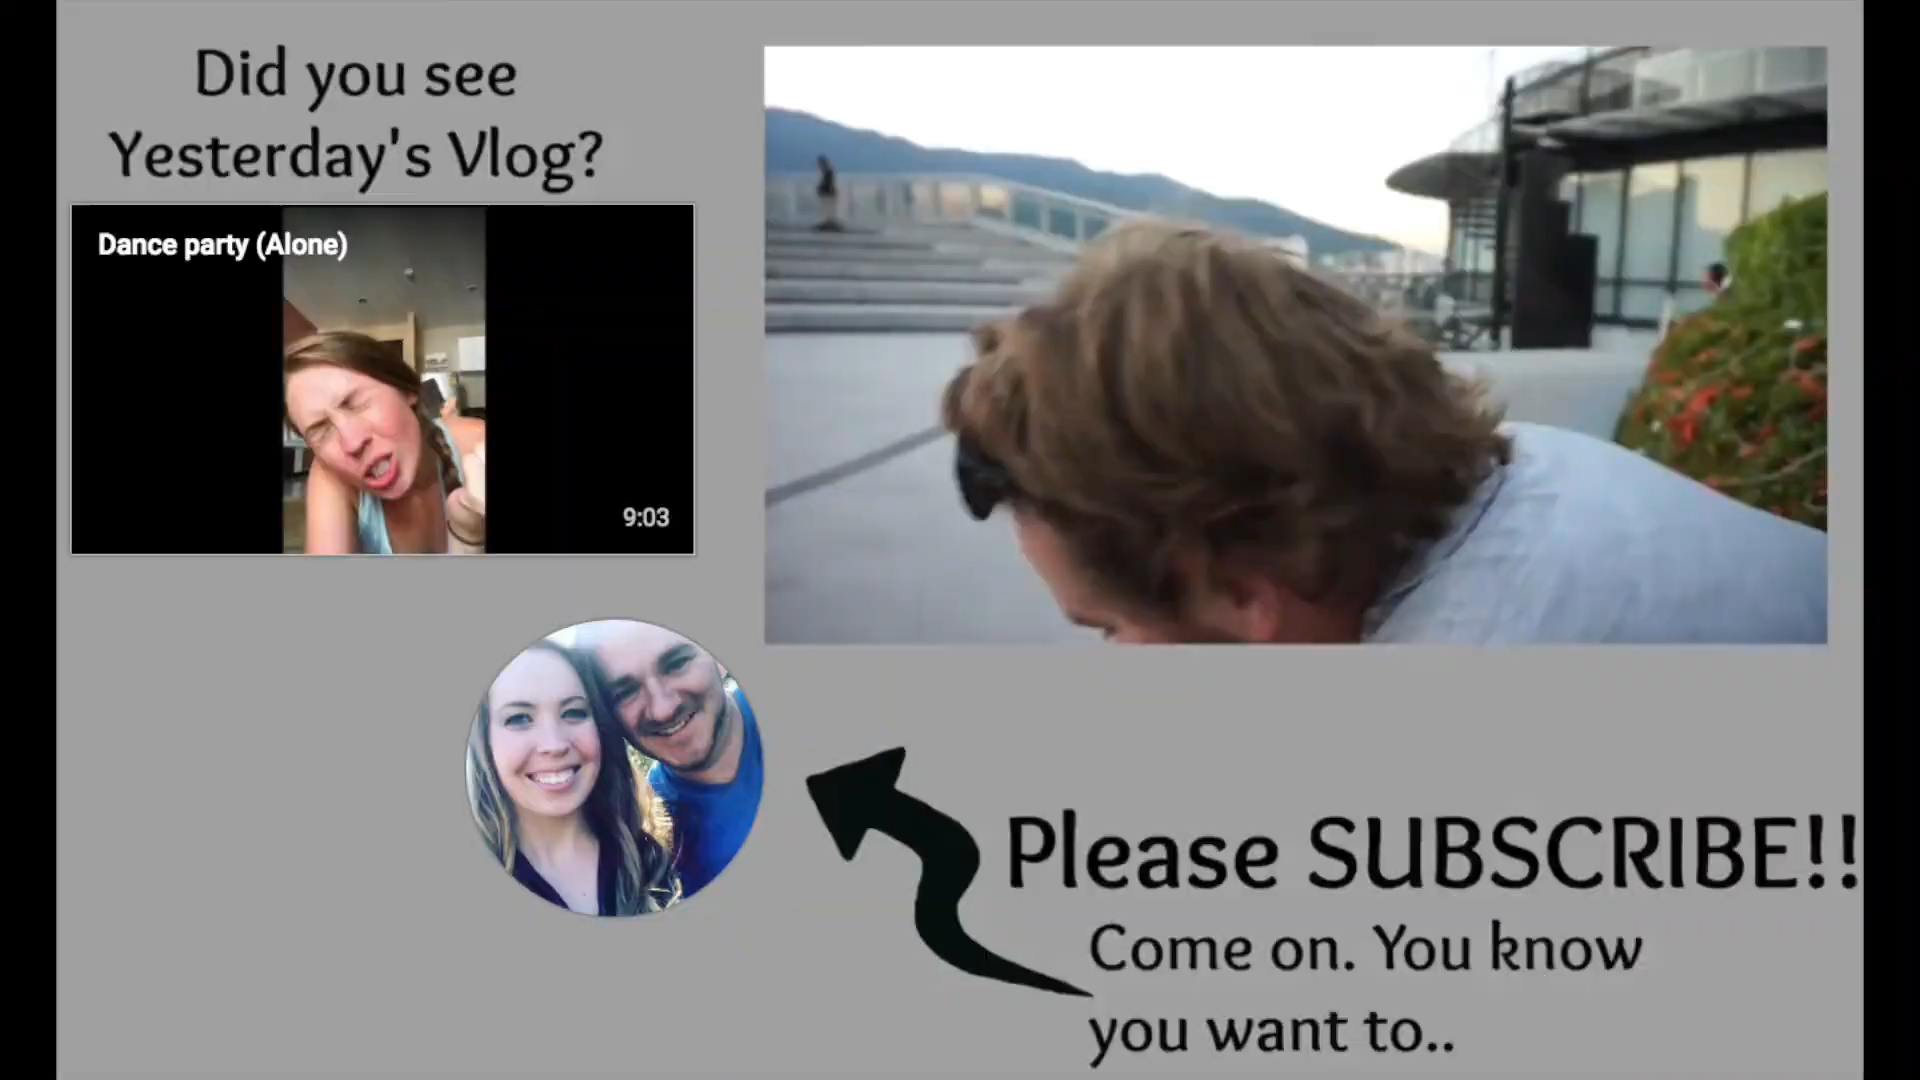 Did you see
Yesterday's Vlog?
Dance party (Alone)
9:03
Please SUBSCRIBE!!
Come on. You know
you want to..